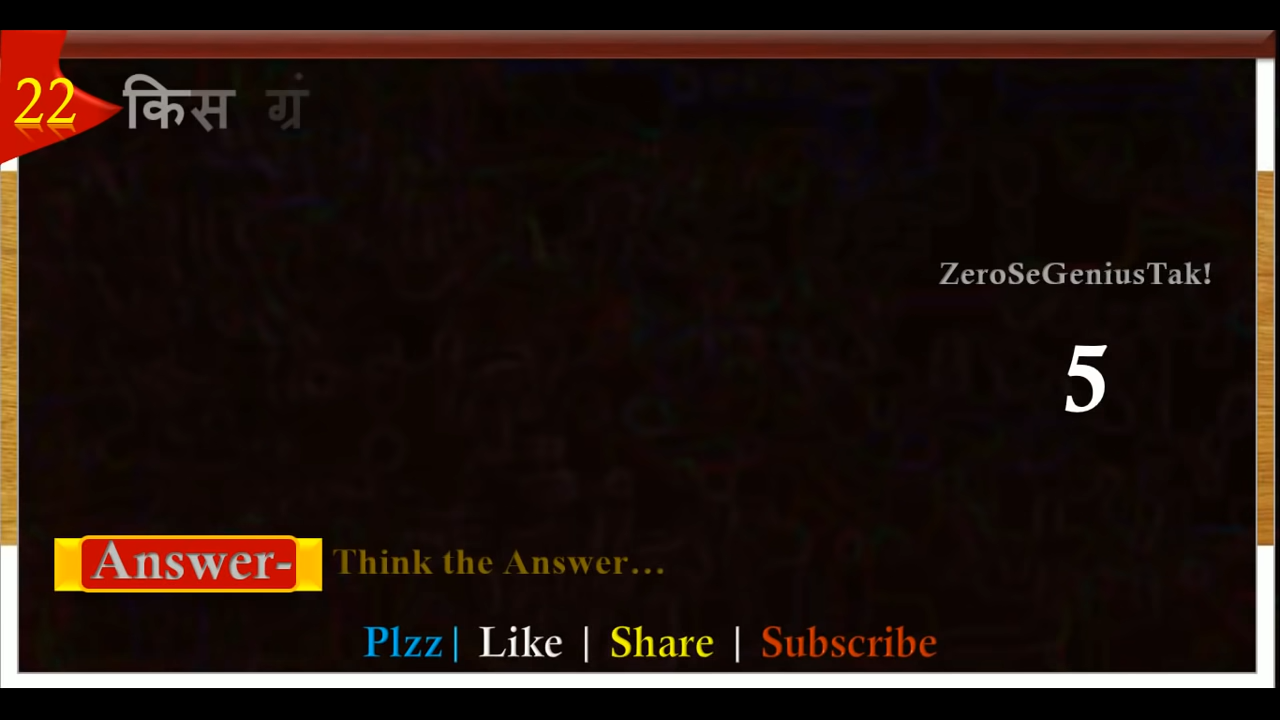 22
किस ग्रं
ZeroSeGeniusTak!
5
Answer- Think the Answer...
Plzz| Like | Share | Subscribe